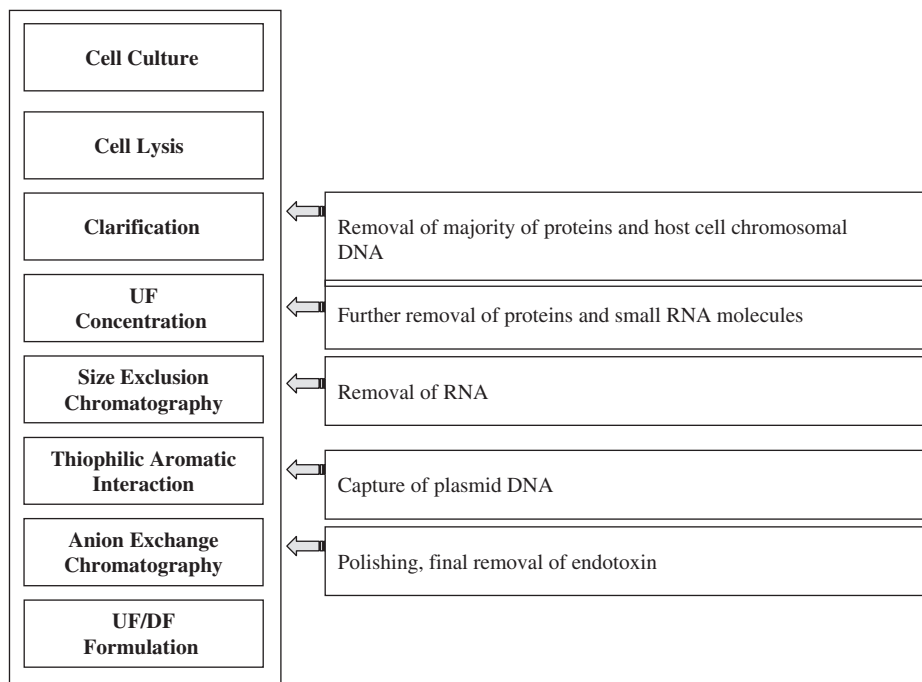 Cell Culture
Cell Lysis
Clarification
Removal of majority of proteins and host cell chromosomal
DNA
UF
Concentration
Further removal of proteins and small RNA molecules
Size Exclusion
Chromatography
Removal of RNA
Thiophilic Aromatic
Interaction
Capture of plasmid DNA
Anion Exchange
Chromatography
Polishing, final removal of endotoxin
UF/DF
Formulation